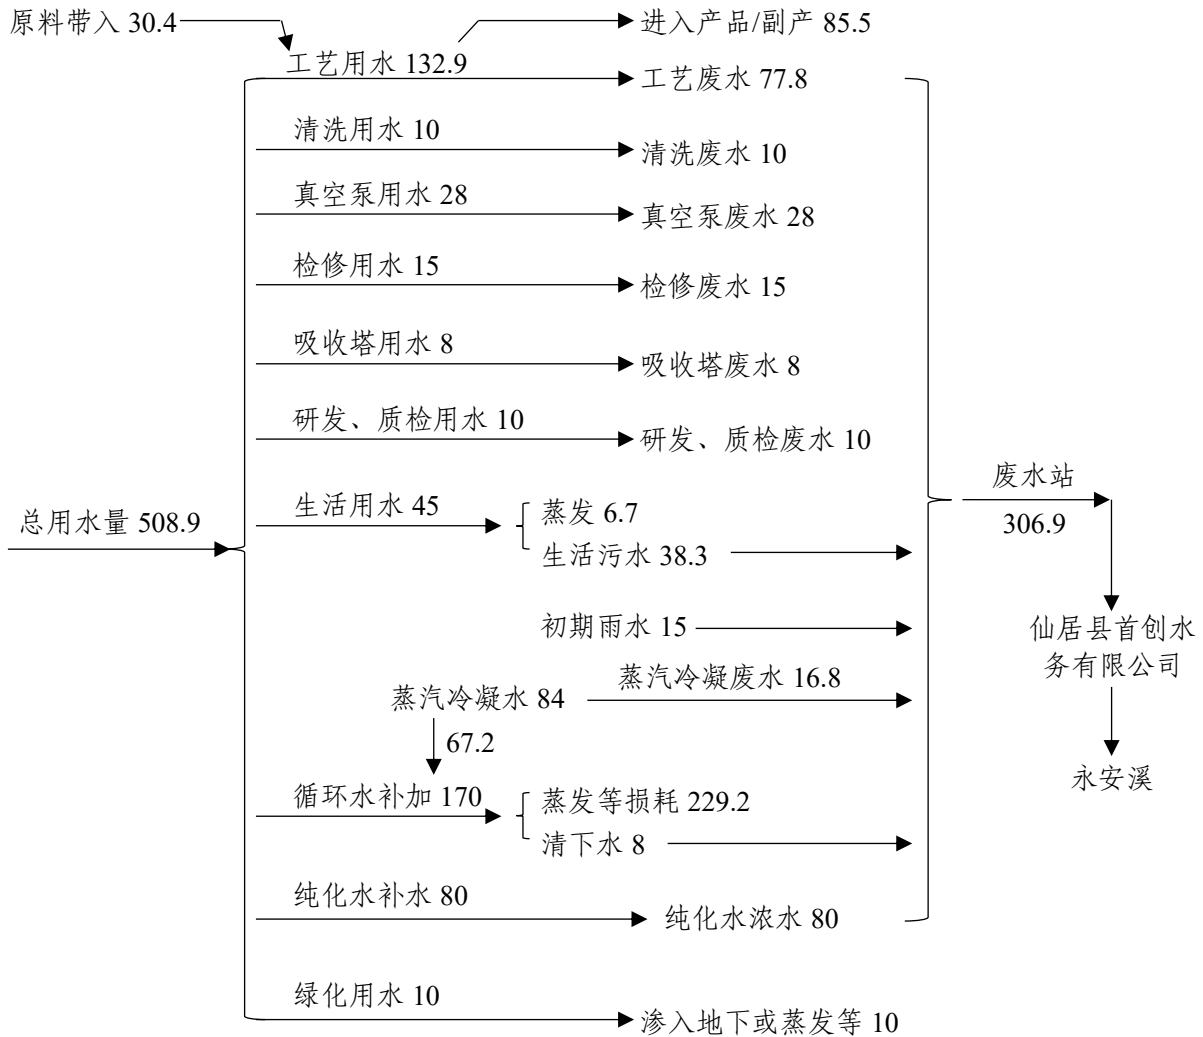 原料带入 30.4
进入产品/副产 85.5
工艺用水 132.9
工艺废水 77.8
清洗用水 10
清洗废水 10
真空泵用水 28
真空泵废水 28
检修用水 15
检修废水 15
吸收塔用水 8
吸收塔废水 8
研发、质检用水 10
研发、质检废水 10
总用水量 508.9
生活用水 45
蒸发 6.7
生活污水 38.3
废水站
306.9
初期雨水 15
仙居县首创水
务有限公司
蒸汽冷凝水 84
蒸汽冷凝废水 16.8
67.2
永安溪
循环水补加 170
蒸发等损耗 229.2
清下水 8
纯化水补水 80
纯化水浓水 80
绿化用水 10
渗入地下或蒸发等 10